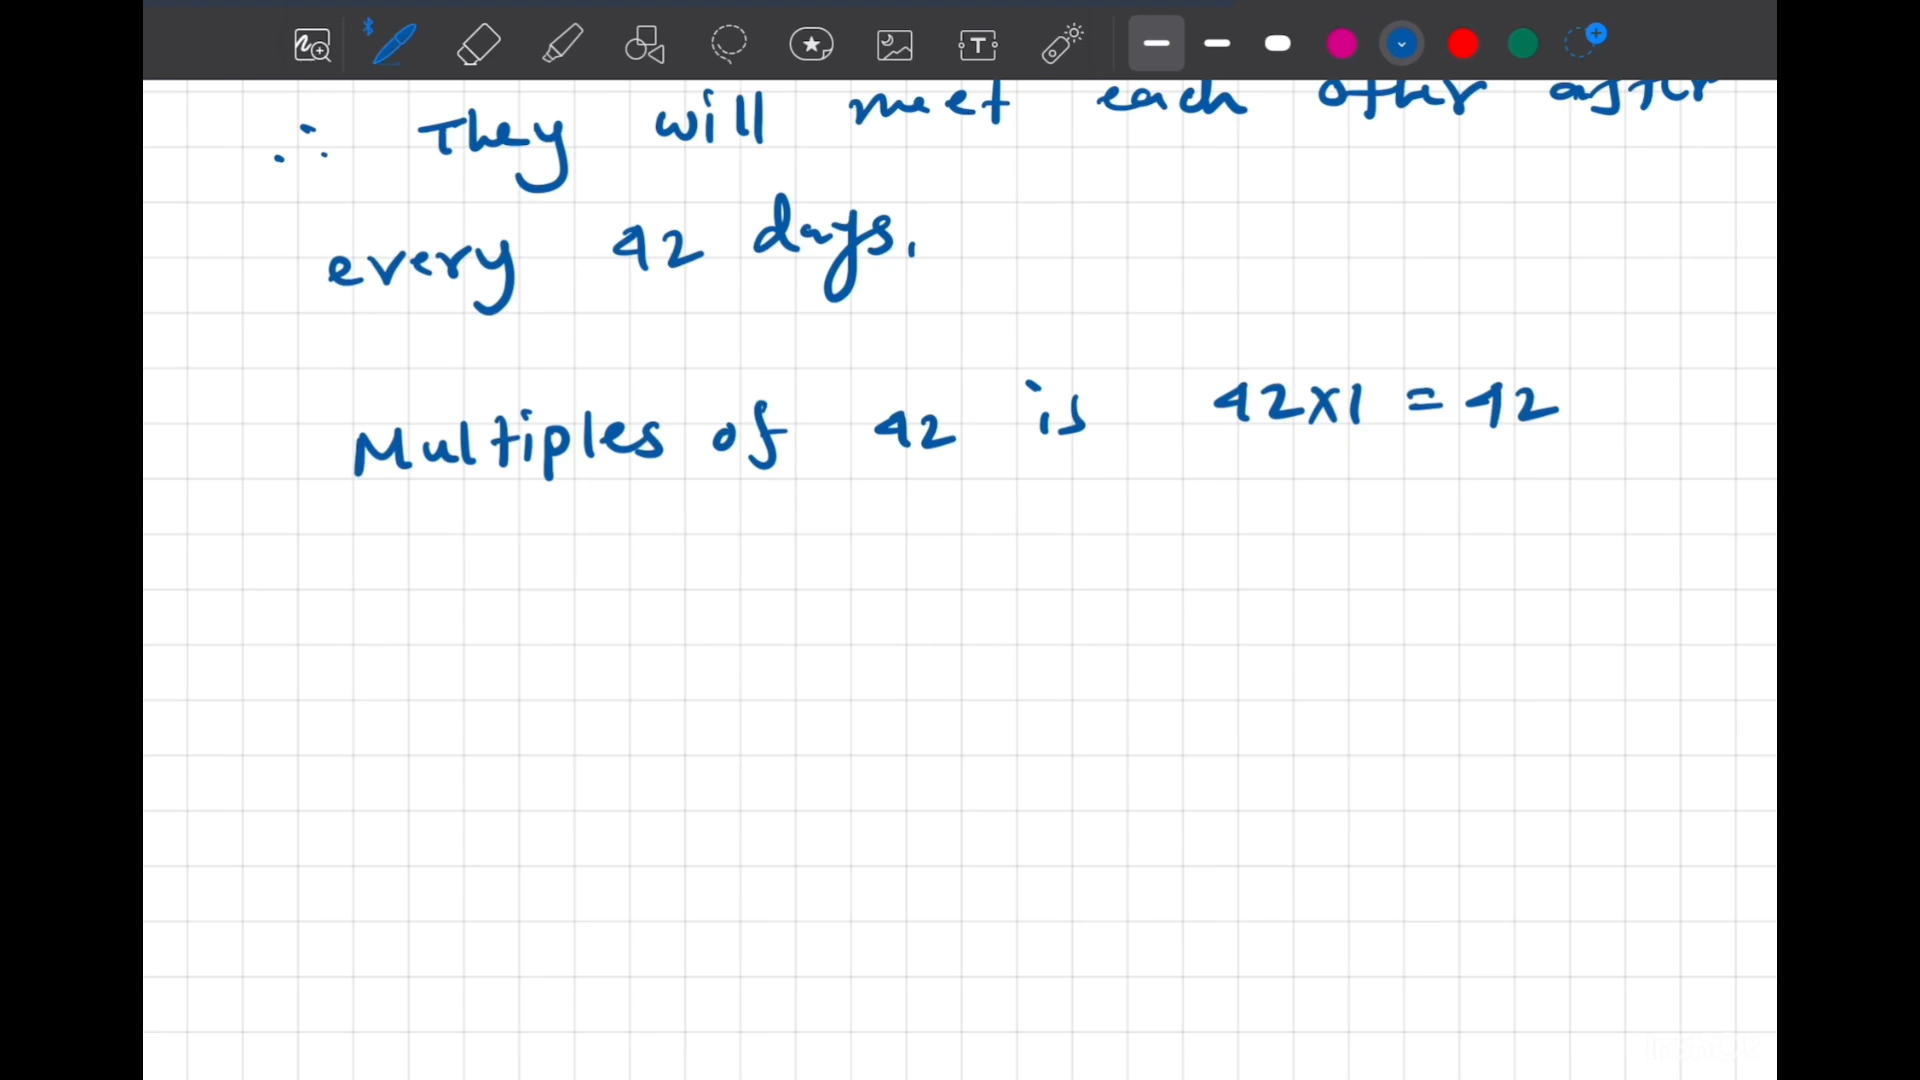 ∴ They will meet each other after
every 42 days.
Multiples of 42 is 42x1 = 42